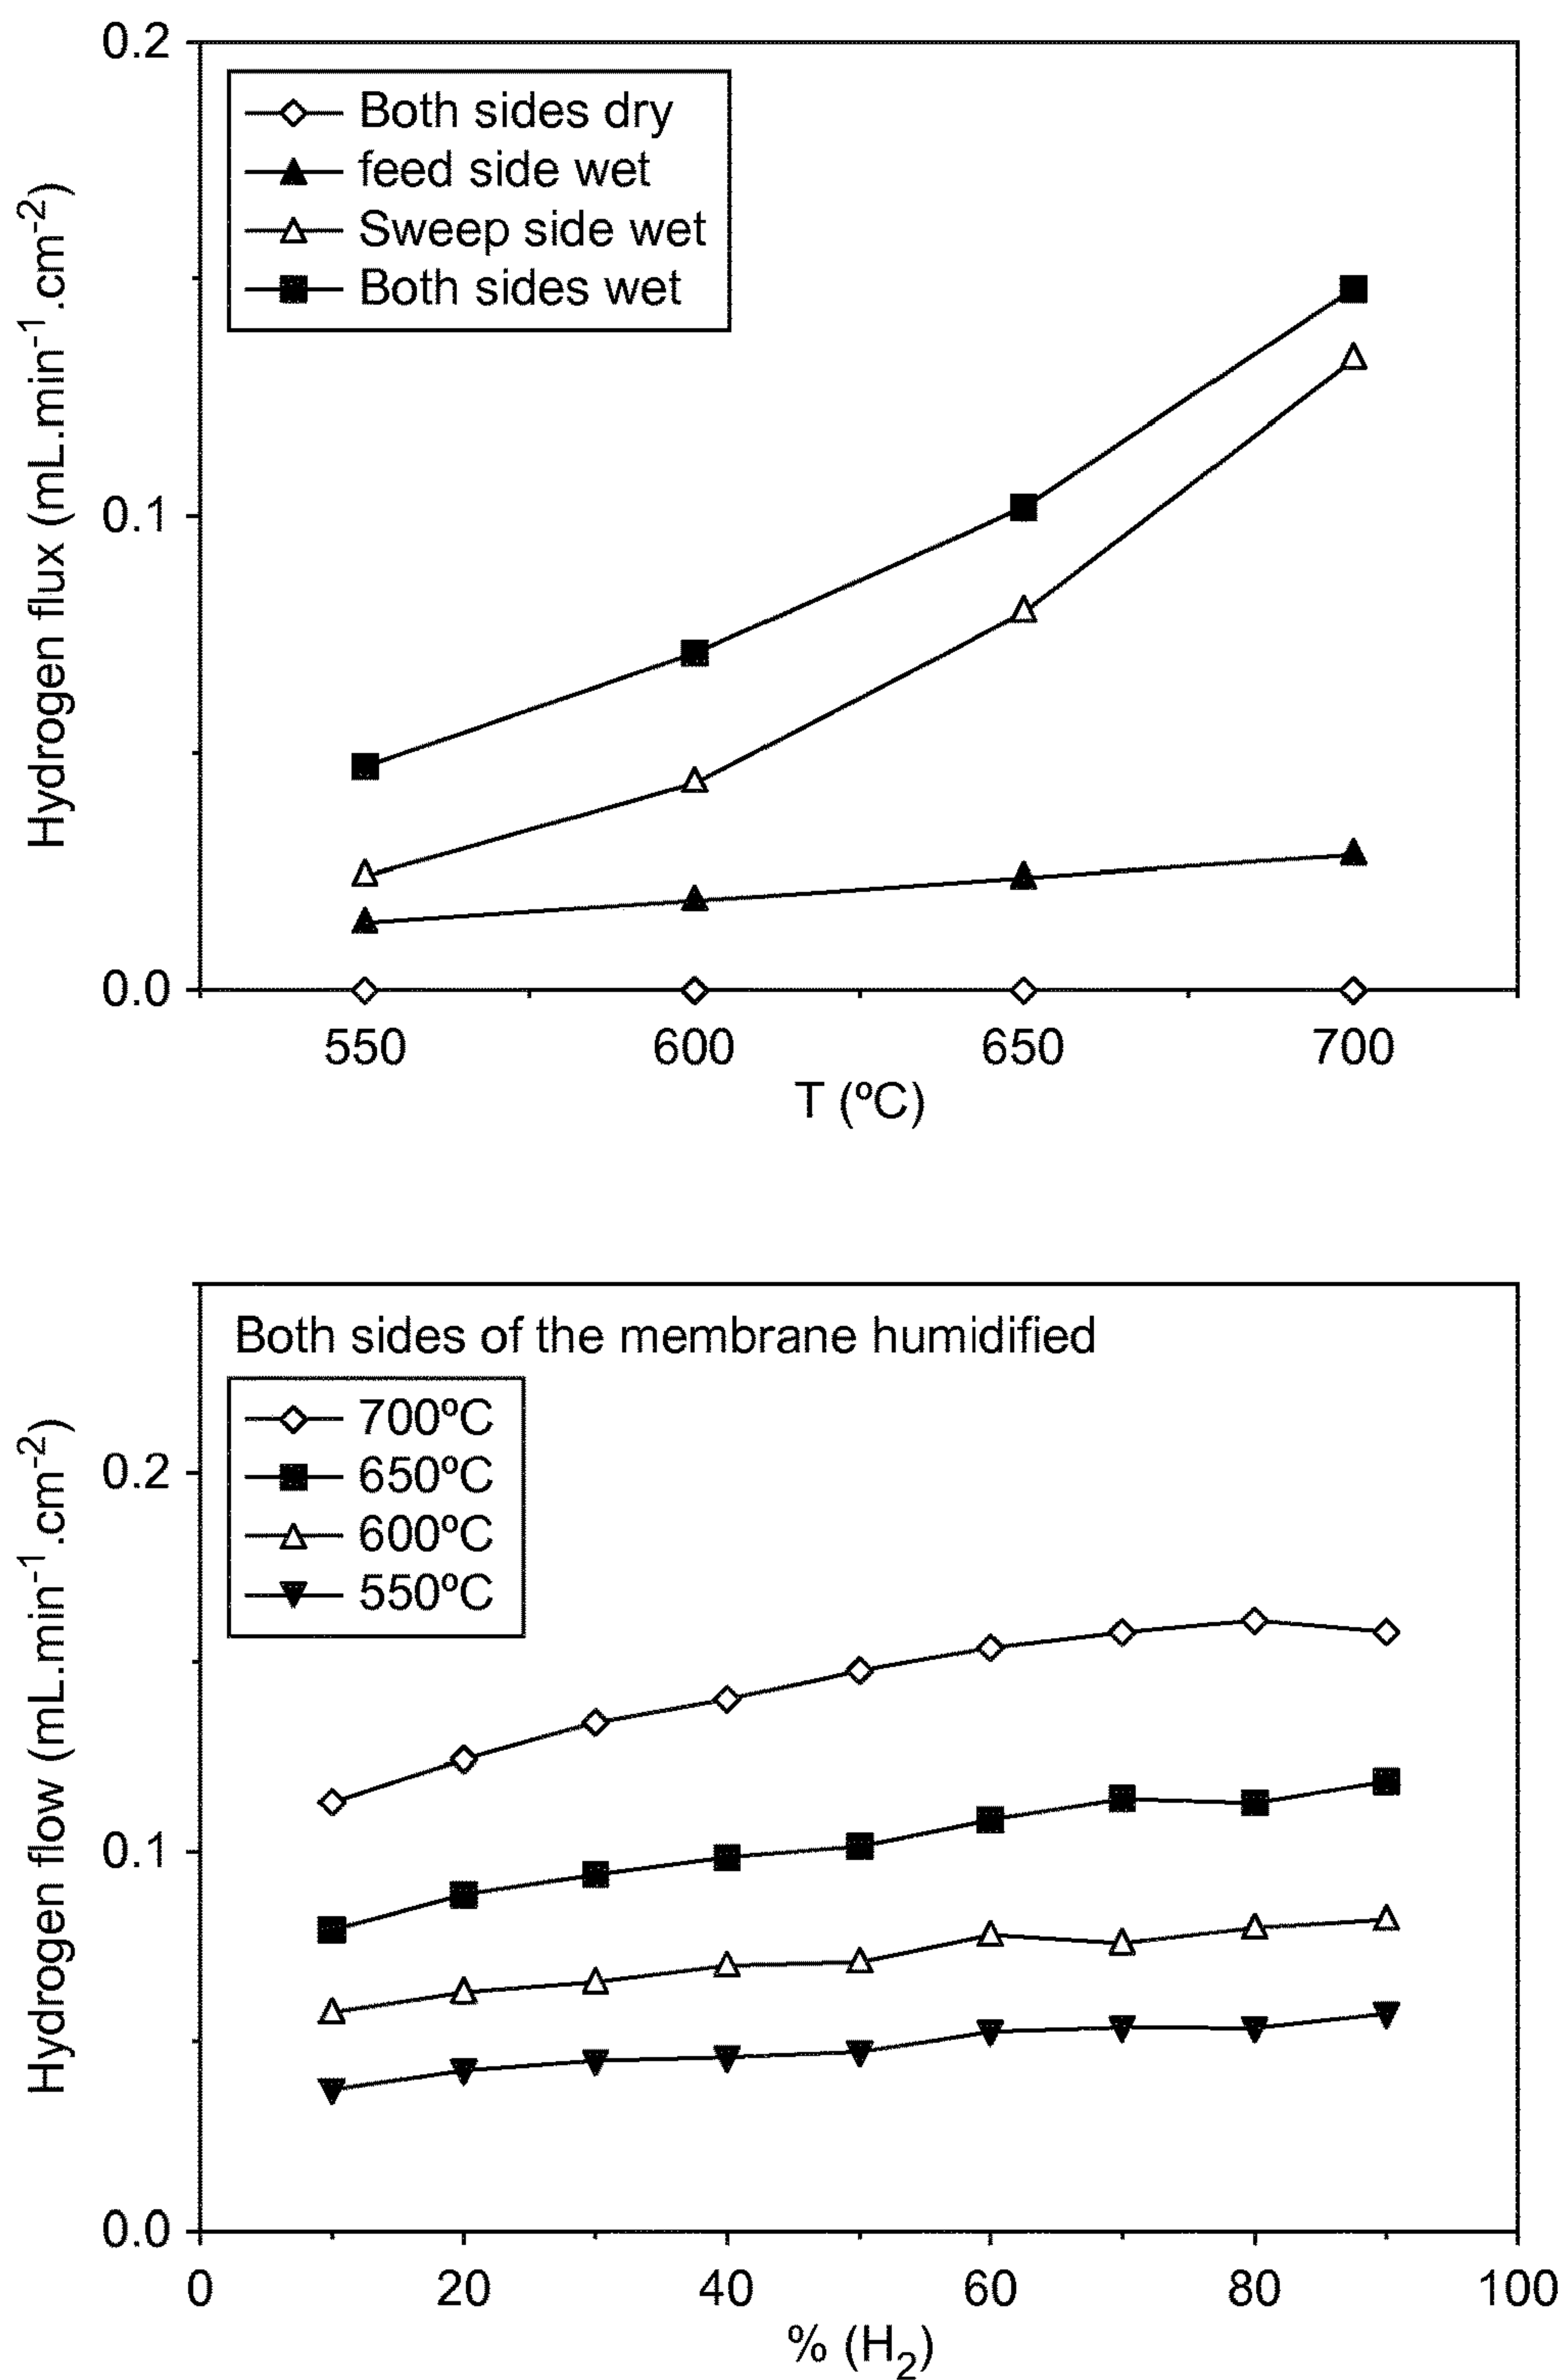 0.2
Both sides dry
feed side wet
Sweep side wet
Both sides wet
0.1
0.0
Hydrogen flux (mL.min⁻¹.cm⁻²)
550 600 650 700
T (ºC)
Both sides of the membrane humidified
700ºC
650ºC
600ºC
550ºC
0.2
0.1
0.0
Hydrogen flow (mL.min⁻¹.cm⁻²)
0 20 40 60 80 100
% (H₂)